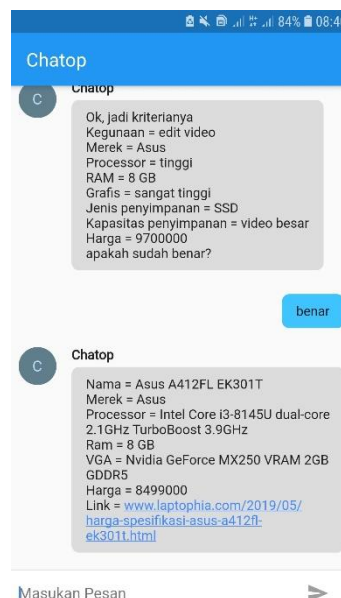 84% 08:4
Chatop
C
Chatop
Ok, jadi kriterianya
Kegunaan = edit video
Merek = Asus
Processor = tinggi
RAM = 8 GB
Grafis = sangat tinggi
Jenis penyimpanan = SSD
Kapasitas penyimpanan = video besar
Harga = 9700000
apakah sudah benar?
benar
C
Chatop
Nama = Asus A412FL EK301T
Merek = Asus
Processor = Intel Core i3-8145U dual-core
2.1GHz TurboBoost 3.9GHz
Ram = 8 GB
VGA = Nvidia GeForce MX250 VRAM 2GB
GDDR5
Harga = 8499000
Link = www.laptophia.com/2019/05/
harga-spesifikasi-asus-a412fl-
ek301t.html
Masukan Pesan